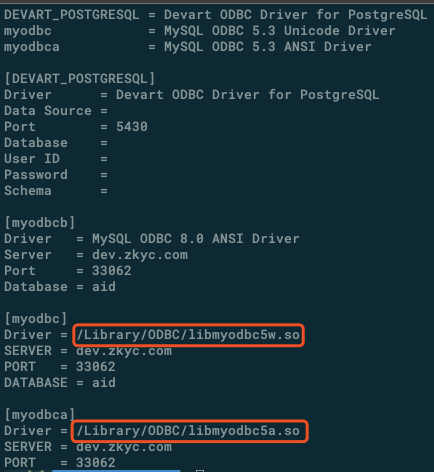 DEVART_POSTGRESQL = Devart ODBC Driver for PostgreSQL
myodbc            = MySQL ODBC 5.3 Unicode Driver
myodbca           = MySQL ODBC 5.3 ANSI Driver

[DEVART_POSTGRESQL]
Driver      = Devart ODBC Driver for PostgreSQL
Data Source =
Port        = 5430
Database    =
User ID     =
Password    =
Schema      =

[myodbcb]
Driver   = MySQL ODBC 8.0 ANSI Driver
Server   = dev.zkyc.com
Port     = 33062
Database = aid

[myodbc]
Driver = /Library/ODBC/libmyodbc5w.so
SERVER = dev.zkyc.com
PORT   = 33062
DATABASE = aid

[myodbca]
Driver = /Library/ODBC/libmyodbc5a.so
SERVER = dev.zkyc.com
PORT   = 33062